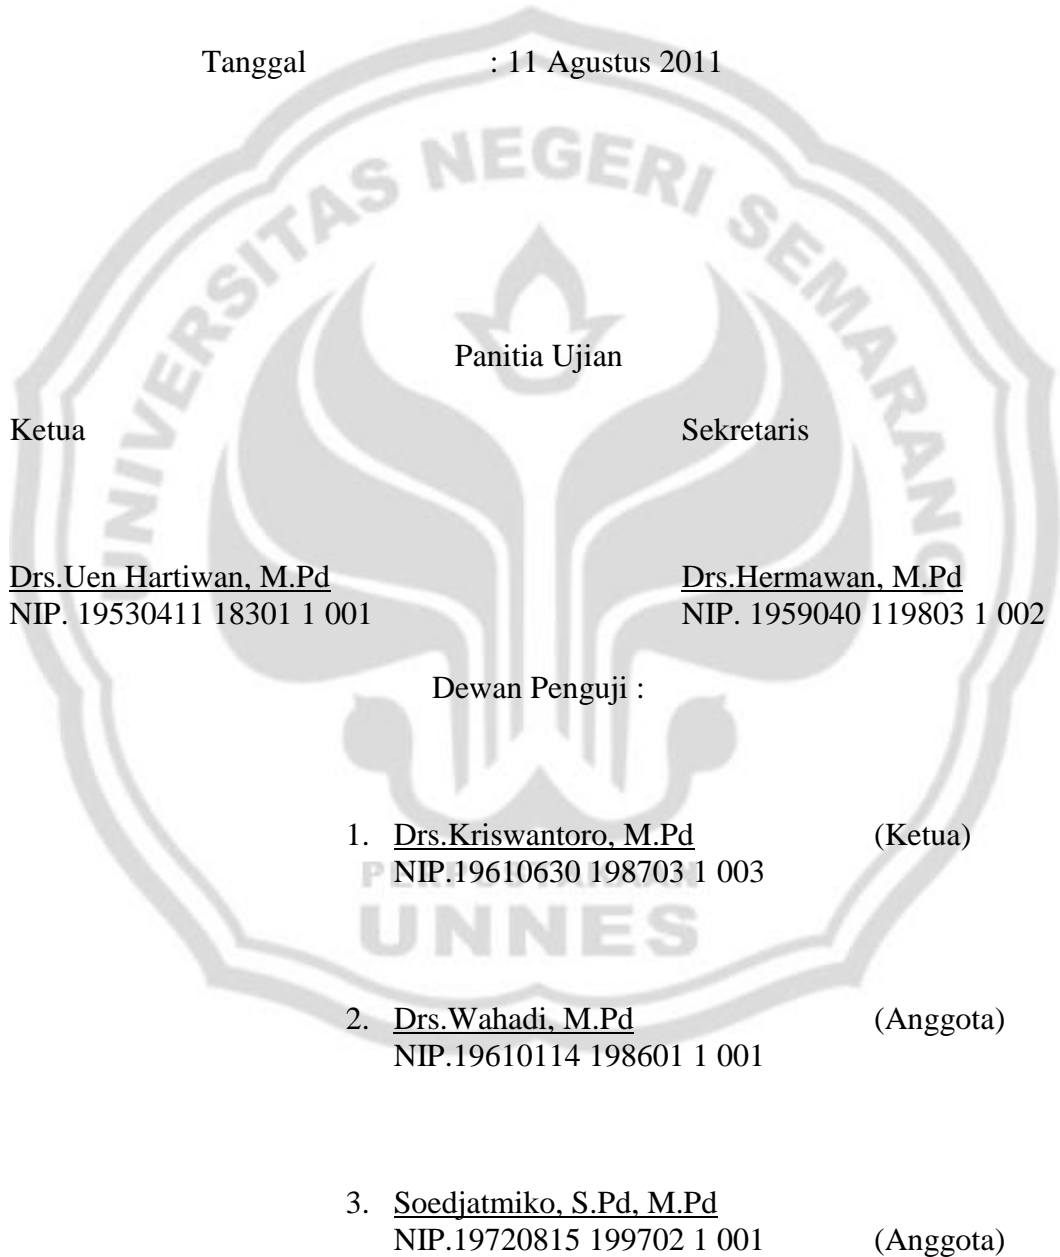 Tanggal : 11 Agustus 2011
UNIVERSITAS NEGERI SEMARANG
Panitia Ujian
Ketua Sekretaris
Drs.Uen Hartiwan, M.Pd Drs.Hermawan, M.Pd
NIP. 19530411 18301 1 001 NIP. 1959040 119803 1 002
Dewan Penguji :
1. Drs.Kriswantoro, M.Pd (Ketua)
NIP.19610630 198703 1 003
PERPUSTAKAAN
UNNES
2. Drs.Wahadi, M.Pd (Anggota)
NIP.19610114 198601 1 001
3. Soedjatmiko, S.Pd, M.Pd
NIP.19720815 199702 1 001 (Anggota)